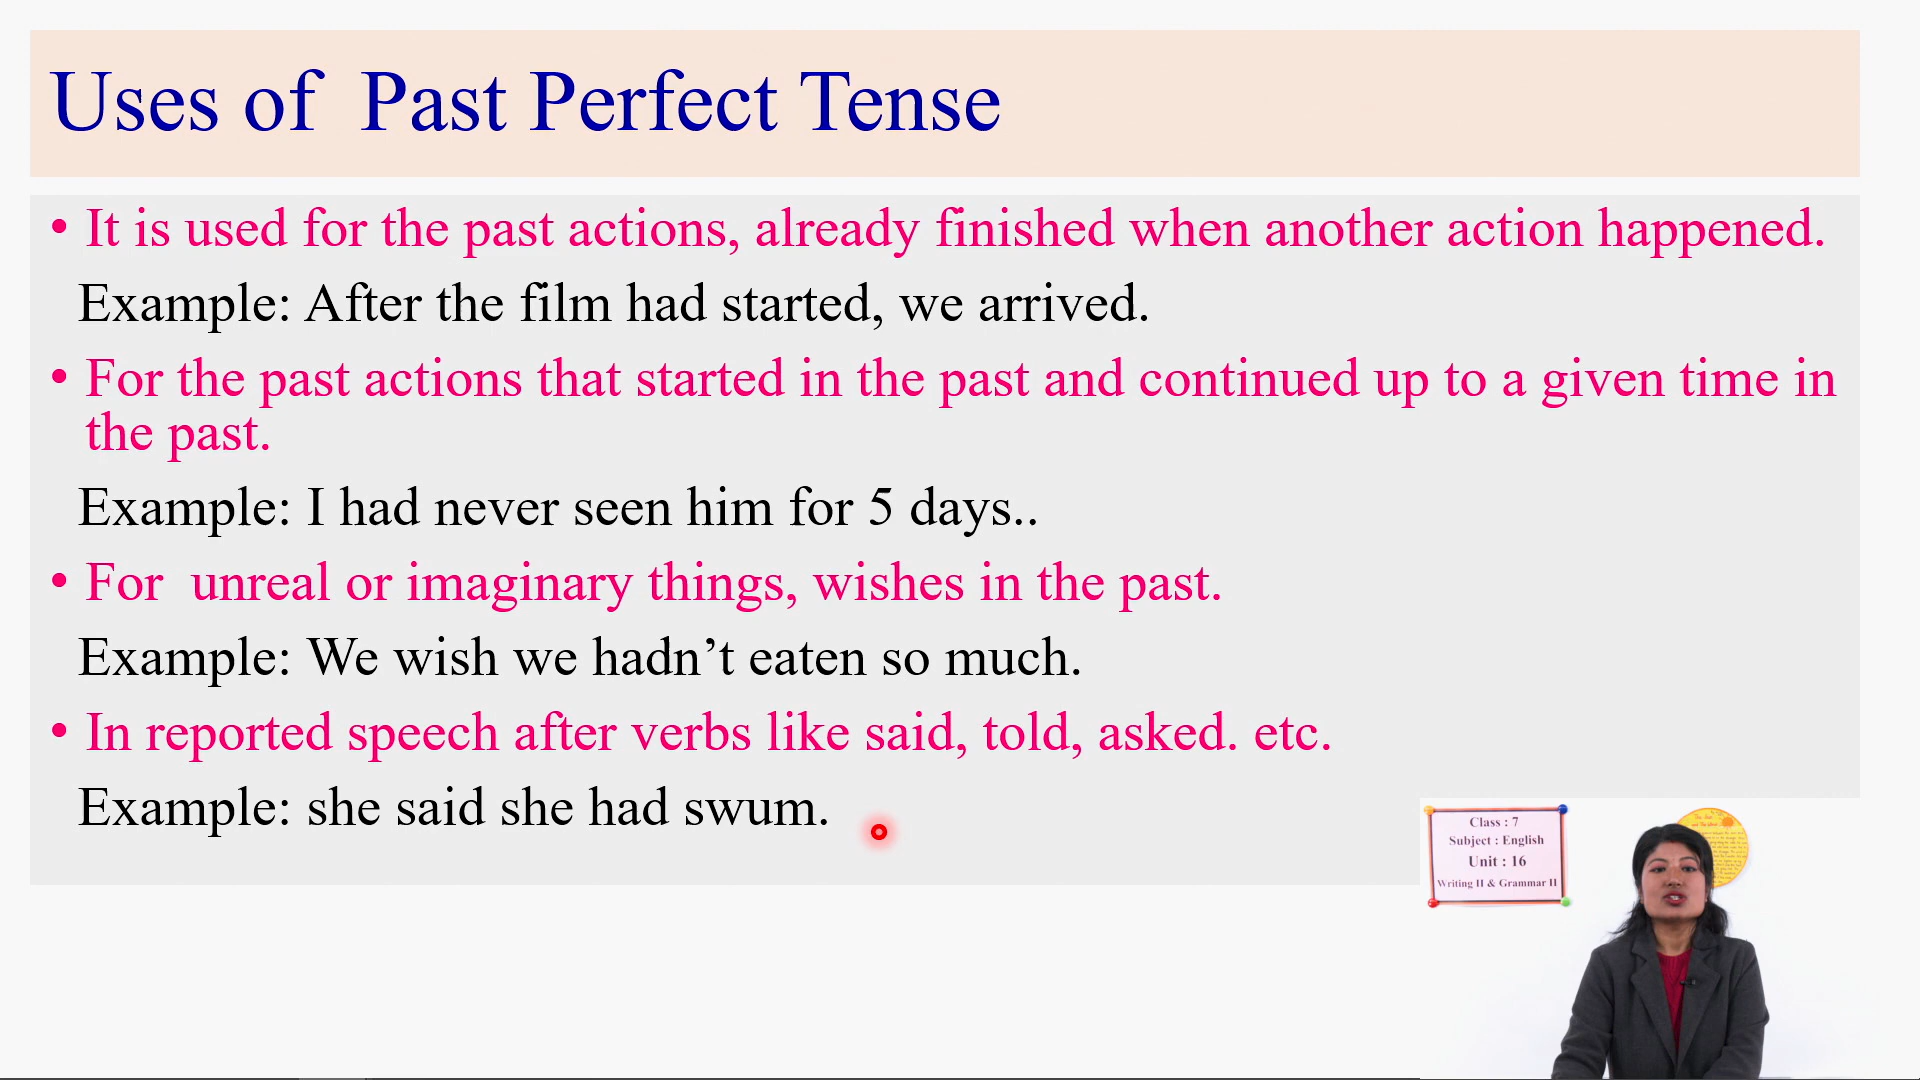 Uses of Past Perfect Tense
• It is used for the past actions, already finished when another action happened.
Example: After the film had started, we arrived.
• For the past actions that started in the past and continued up to a given time in
the past.
Example: I had never seen him for 5 days..
• For unreal or imaginary things, wishes in the past.
Example: We wish we hadn’t eaten so much.
• In reported speech after verbs like said, told, asked. etc.
Example: she said she had swum.
Class : 7
Subject : English
Unit : 16
Writing II & Grammar II